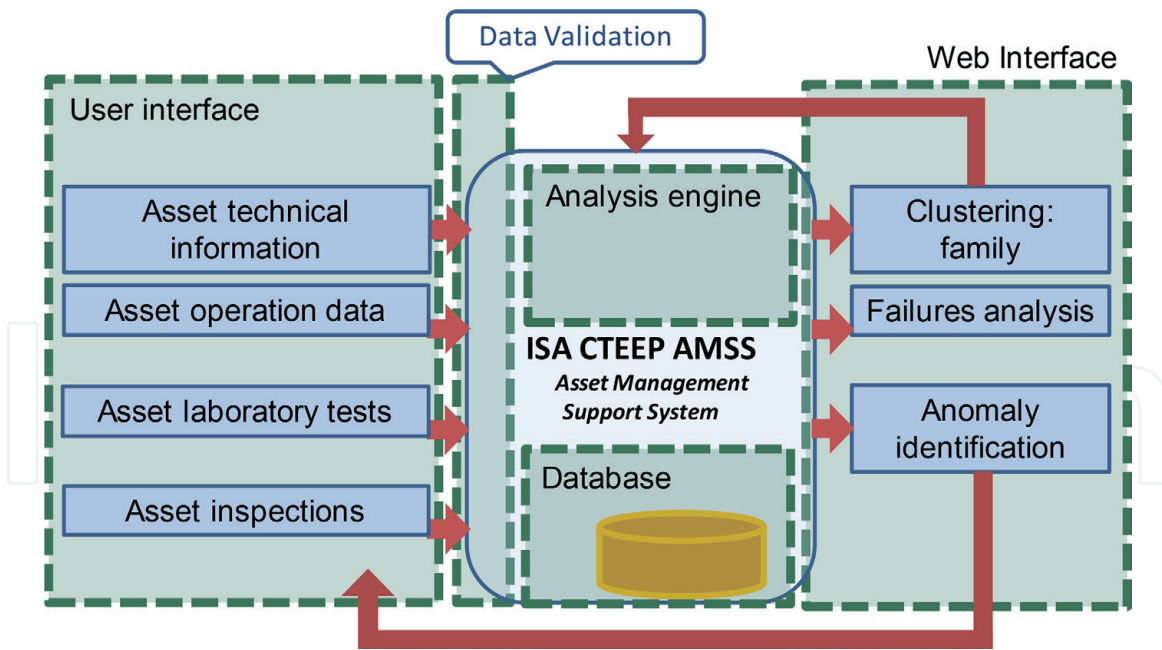 Data Validation
Web Interface
User interface
Asset technical
information
Asset operation data
Asset laboratory tests
Asset inspections
Analysis engine
ISA CTEEP AMSS
Asset Management
Support System
Database
Clustering:
family
Failures analysis
Anomaly
identification